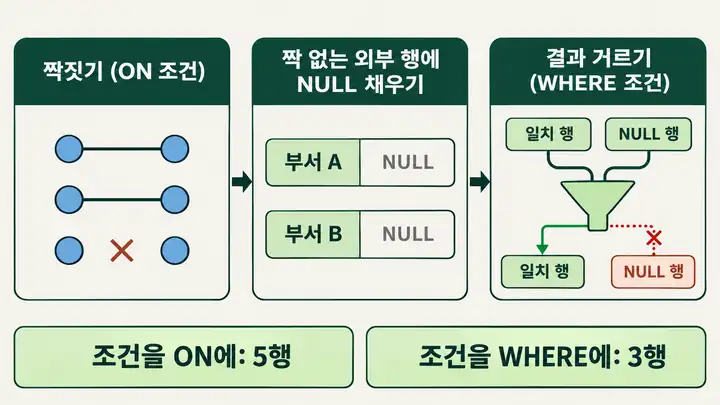 짝짓기 (ON 조건)
짝 없는 외부 행에
NULL 채우기
결과 거르기
(WHERE 조건)
부서 A
NULL
부서 B
NULL
일치 행
NULL 행
일치 행
NULL 행
조건을 ON에: 5행
조건을 WHERE에: 3행